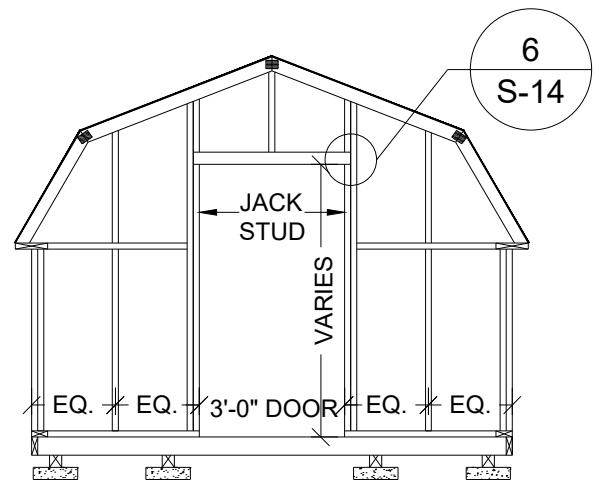 6
S-14
JACK
STUD
VARIES
EQ. EQ. 3'-0" DOOR EQ. EQ.